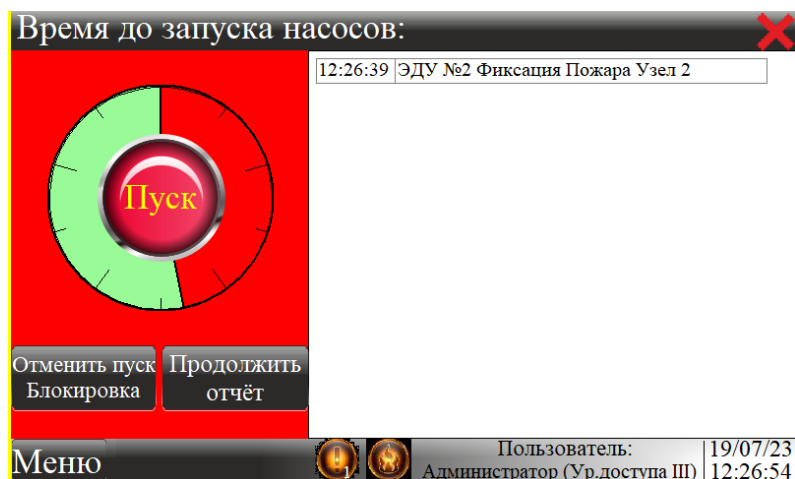 Время до запуска насосов:
12:26:39 ЭДУ №2 Фиксация Пожара Узел 2
Пуск
Отменить пуск
Блокировка
Продолжить
отчёт
Меню
1
Пользователь:
Администратор (Ур.доступа III)
19/07/23
12:26:54